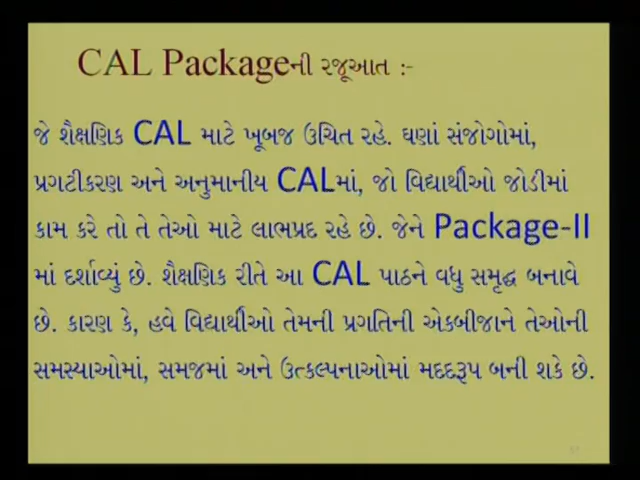 CAL Packageની રજૂઆત :-
જે શૈક્ષણિક CAL માટે ખૂબજ ઉચિત રહે. ઘણાં સંજોગોમાં,
પ્રગટીકરણ અને અનુમાનીય CALમાં, જો વિદ્યાર્થીઓ જોડીમાં
કામ કરે તો તે તેઓ માટે લાભપ્રદ રહે છે. જેને Package-II
માં દર્શાવ્યું છે. શૈક્ષણિક રીતે આ CAL પાઠને વધુ સમૃદ્ધ બનાવે
છે. કારણ કે, હવે વિદ્યાર્થીઓ તેમની પ્રગતિની એકબીજાને તેઓની
સમસ્યાઓમાં, સમજમાં અને ઉત્કલ્પનાઓમાં મદદરૂપ બની શકે છે.